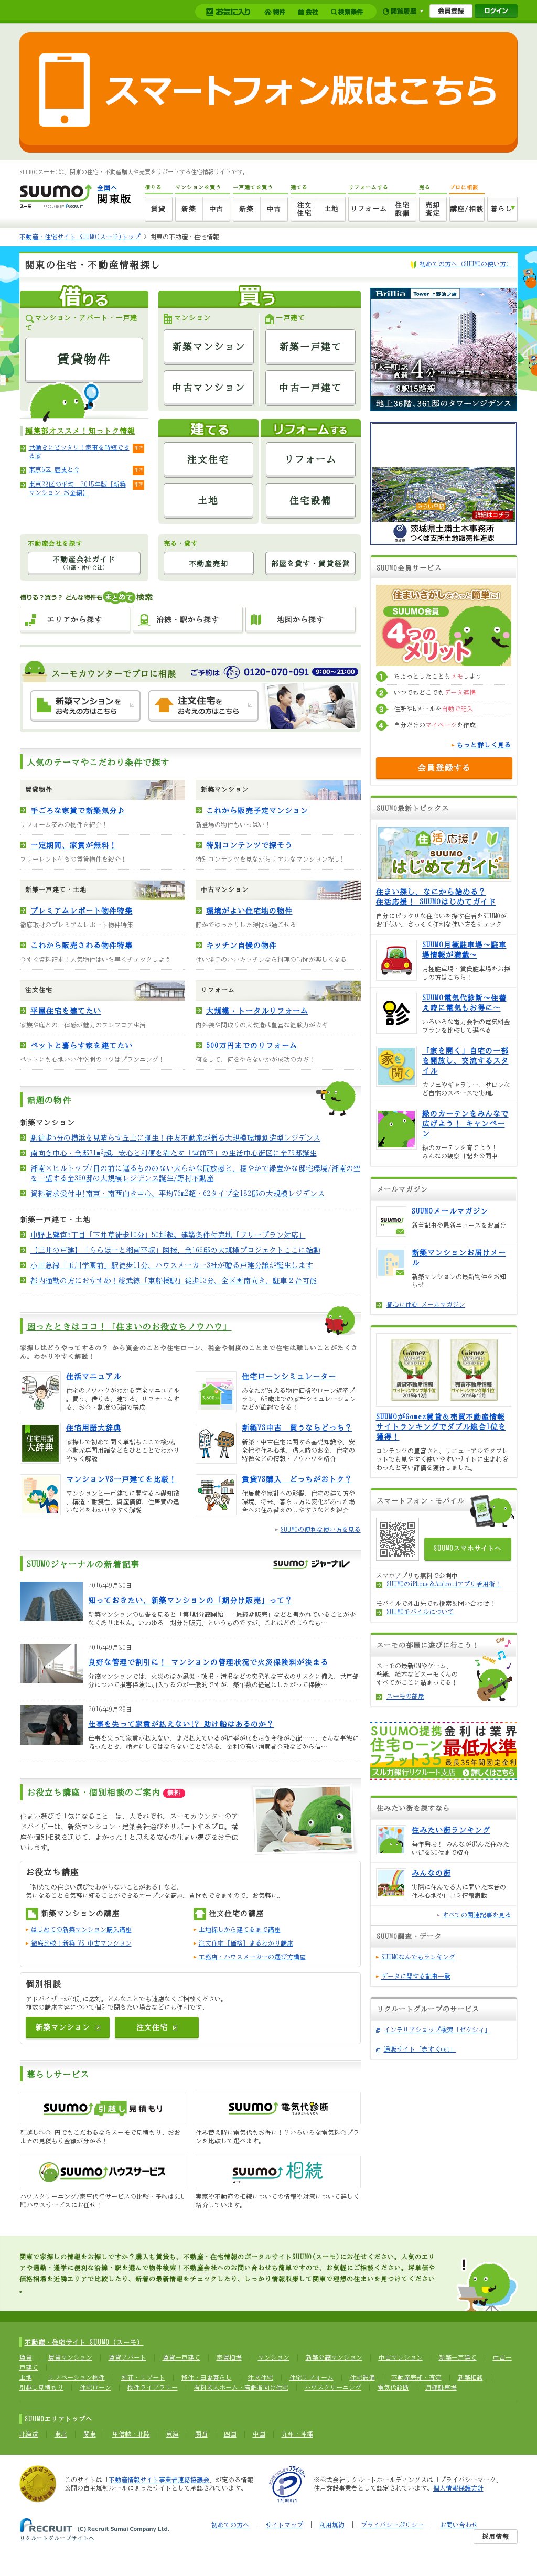 お気に入り 物件 会社 検索条件 閲覧履歴 会員登録 ログイン
スマートフォン版はこちら
SUUMO(スーモ)は、関東の住宅・不動産購入や売買をサポートする住宅情報サイトです。
SUUMO スーモ 全国へ 関東版
借りる マンションを買う 一戸建てを買う 建てる リフォームする 売る プロに相談
賃貸 新築 中古 新築 中古 注文住宅 土地 リフォーム 住宅設備 売却査定 講座/相談 暮らし
不動産・住宅サイト SUUMO(スーモ)トップ > 関東の不動産・住宅情報
関東の住宅・不動産情報探し
初めての方へ（SUUMOの使い方）
借りる
マンション・アパート・一戸建て
賃貸物件
買う
マンション
一戸建て
新築マンション 新築一戸建て
中古マンション 中古一戸建て
編集部オススメ！知っトク情報
共働きにピッタリ！家事を時短できる家
東京6区 歴史と今
東京23区の平均 2015年版【新築マンション お金編】
建てる
注文住宅
土地
リフォームする
リフォーム
住宅設備
不動産会社を探す
不動産会社ガイド
(分譲・仲介会社)
売る・貸す
不動産売却
部屋を貸す・賃貸経営
借りる？買う？ どんな物件もまとめて検索
エリアから探す 沿線・駅から探す 地図から探す
スーモカウンターでプロに相談
ご予約は 0120-070-091 9:00〜21:00
新築マンションをお考えの方はこちら
注文住宅をお考えの方はこちら
人気のテーマやこだわり条件で探す
賃貸物件
手ごろな家賃で新築気分♪
リフォーム済みの物件を紹介！
一定期間、家賃が無料！
フリーレント付きの賃貸物件を紹介！
新築マンション
これから販売予定マンション
新登場の物件もいっぱい！
特別コンテンツで探そう
特別コンテンツを見ながらリアルなマンション探し！
新築一戸建て・土地
プレミアムレポート物件特集
徹底取材のプレミアムレポート物件特集
これから販売される物件特集
今すぐ資料請求！人気物件はいち早くチェックしよう
中古マンション
環境がよい住宅地の物件
静かでゆったりした時間が過ごせる
キッチン自慢の物件
使い勝手のいいキッチンなら料理の時間が楽しくなる
注文住宅
平屋住宅を建てたい
家族や庭との一体感が魅力のワンフロア生活
ペットと暮らす家を建てたい
ペットにも心地いい住空間のコツはプランニング！
リフォーム
大規模・トータルリフォーム
内外装や間取りの大改造は豊富な経験力がカギ
500万円までのリフォーム
何をして、何をやらないかが成功のカギ！
話題の物件
新築マンション
駅徒歩5分の横浜を見晴らす丘上に誕生！住友不動産が贈る大規模環境創造型レジデンス
南向き中心・全邸71m²超。安心と利便を満たす「宮前平」の生活中心街区に全79邸誕生
湘南×ヒルトップ/目の前に遮るもののない大らかな開放感と、穏やかで緑豊かな邸宅環境/湘南の空を一望する全360邸の大規模レジデンス誕生/野村不動産
資料請求受付中!南東・南西向き中心、平均76m²超・62タイプ全182邸の大規模レジデンス
新築一戸建て・土地
中野上鷺宮5丁目「下井草徒歩10分」50坪超。建築条件付売地「フリープラン対応」
【三井の戸建】「ららぽーと湘南平塚」隣接、全166邸の大規模プロジェクトここに始動
小田急線「玉川学園前」駅徒歩11分、ハウスメーカー3社が贈る戸建分譲が誕生します
都内通勤の方におすすめ！総武線「東船橋駅」徒歩13分、全区画南向き、駐車２台可能
困ったときはココ！「住まいのお役立ちノウハウ」
家探しはどうやってするの？ から資金のことや住宅ローン、税金や制度のことまで住宅は難しいことがたくさん。わかりやすく解説！
住活マニュアル
住宅のノウハウがわかる完全マニュアル。買う、借りる、建てる、リフォームする、お金・制度の5編で構成
住宅ローンシミュレーター
あなたが買える物件価格やローン返済プラン、65歳までの家計シミュレーションなどが確認できる！
住宅用語大辞典
家探しで初めて聞く単語もここで検索。不動産専門用語などをひとことでわかりやすく解説
新築VS中古 買うならどっち？
新築・中古住宅に関する基礎知識や、安全性や住み心地、購入時のお金、住宅の特徴などの情報・ノウハウを紹介
マンションVS一戸建てを比較！
マンションと一戸建てに関する基礎知識、構造・耐震性、資産価値、住居費の違いなどをわかりやすく解説
賃貸VS購入 どっちがおトク？
住居費や家計への影響、住宅の建て方や環境、将来、暮らし方に変化があった場合への住み替えのしやすさなどを紹介
SUUMOの便利な使い方を見る
SUUMOジャーナルの新着記事 SUUMO ジャーナル
2016年9月30日
知っておきたい、新築マンションの「期分け販売」って？
新築マンションの広告を見ると「第1期分譲開始」「最終期販売」などと書かれていることが少なくありません。いわゆる「期分け販売」というものですが、これはどのようなも…
2016年9月30日
良好な管理で割引に！ マンションの管理状況で火災保険料が決まる
2016年9月29日
仕事を失って家賃が払えない!? 助け船はあるのか？
仕事を失って家賃が払えない、まだ払えているが貯蓄が底を尽き今後が心配……。そんな事態に陥ったとき、絶対にしてはならないことがある。金利の高い消費者金融などから借…
お役立ち講座・個別相談のご案内 無料
住まい選びで「気になること」は、人それぞれ。スーモカウンターのアドバイザーは、新築マンション・建築会社選びをサポートするプロ。講座や個別相談を通じて、よかった！と思える安心の住まい選びをお手伝いします。
お役立ち講座
「初めての住まい選びでわからないことがある」など、
気になることを気軽に知ることができるオープンな講座。質問もできますので、お気軽に。
新築マンションの講座
はじめての新築マンション購入講座
徹底比較！新築 VS 中古マンション
注文住宅の講座
土地探しから建てるまで講座
注文住宅【価格】まるわかり講座
工務店・ハウスメーカーの選び方講座
個別相談
アドバイザーが個別に応対。どんなことでも遠慮なくご相談ください。
複数の講座内容について個別で聞きたい場合などにも便利です。
新築マンション 注文住宅
暮らしサービス
SUUMO 引越し見積もり
引越し料金1円でもこだわるならスーモで見積もり。おおよその見積もり金額が分かる！
SUUMO 電気代診断
住み替え時に電気代もお得に！？いろいろな電気料金プランを比較して選べます。
SUUMO ハウスサービス
ハウスクリーニング/家事代行サービスの比較・予約はSUUMOハウスサービスにお任せ！
SUUMO 相続
実家や不動産の相続についての情報や対策について詳しく紹介しています。
Brillia Tower 上野池之端
大手町へ 4分
8駅15路線
地上36階、361邸のタワーレジデンス
みらい平駅
詳細はコチラ
茨城県土浦土木事務所
つくば支所土地販売推進課
SUUMO会員サービス
住まいさがしをもっと簡単に！
SUUMO会員 4つのメリット
1 ちょっとしたこともメモしよう
2 いつでもどこでもデータ連携
3 住所やEメールを自動で記入
4 自分だけのマイページを作成
もっと詳しく見る
会員登録する
SUUMO最新トピックス
住活応援！
SUUMO はじめてガイド
住まい探し、なにから始める？
住活応援！ SUUMOはじめてガイド
自分にピッタリな住まいを探す住活をSUUMOがお手伝い。さっそく便利な使い方をチェック
SUUMO月極駐車場〜駐車場情報が満載〜
月極駐車場・賃貸駐車場をお探しの方はこちら！
診
SUUMO電気代診断〜住替え時に電気もお得に〜
いろいろな電力会社の電気料金プランを比較して選べる
家を開く
「家を開く」自宅の一部を開放し、交流するスタイル
カフェやギャラリー、サロンなど自宅のスペースで実現。
緑のカーテンをみんなで広げよう！ キャンペーン
緑のカーテンを育てよう！
みんなの観察日記を公開中
メールマガジン
SUUMOメールマガジン
新着記事や最新ニュースをお届け
新築マンションお届けメール
新築マンションの最新物件をお知らせ
都心に住む メールマガジン
Gomez
SUUMOがGomez賃貸＆売買不動産情報サイトランキングでダブル総合1位を獲得！
コンテンツの豊富さと、リニューアルでタブレットでも見やすく使いやすいサイトに生まれ変わったと高い評価を獲得しました。
スマートフォン・モバイル
SUUMOスマホサイトへ
スマホアプリも無料で公開中
SUUMOのiPhone&Androidアプリ活用術！
モバイルで外出先でも検索&問い合わせ！
SUUMOモバイルについて
スーモの部屋に遊びに行こう！
スーモの最新CMやゲーム、
壁紙、絵本などスーモくんの
すべてがここに詰まってる！
スーモの部屋
SUUMO提携
住宅ローン
フラット35
金利は業界最低水準
最長35年間固定金利
スルガ銀行リクルート支店 詳しくはこちら
住みたい街を探すなら
住みたい街ランキング
毎年発表！ みんなが選んだ住みたい街を30位まで紹介
みんなの街
実際に住んでる人に聞いた本音の住み心地や口コミ情報満載
すべての関連記事を見る
SUUMO調査・データ
SUUMOなんでもランキング
データに関する記事一覧
リクルートグループのサービス
インテリアショップ検索「ゼクシィ」
通販サイト「赤すぐnet」
関東で家探しの情報をお探しですか？購入も賃貸も、不動産・住宅情報のポータルサイトSUUMO(スーモ)にお任せください。人気のエリアや通勤・通学に便利な沿線・駅を選んで物件検索！不動産会社へのお問い合わせも簡単ですので、お気軽にご相談ください。坪単価や価格相場を近隣エリアで比較したり、新着の最新情報をチェックしたり、しっかり情報収集して関東で理想の住まいを見つけてください。
不動産・住宅サイト SUUMO（スーモ）
賃貸 賃貸マンション 賃貸アパート 賃貸一戸建て 家賃相場 マンション 新築分譲マンション 中古マンション 新築一戸建て 中古一戸建て
土地 リノベーション物件 別荘・リゾート 移住・田舎暮らし 注文住宅 住宅リフォーム 住宅設備 不動産売却・査定 新築相談
引越し見積もり 住宅ローン 物件ライブラリー 有料老人ホーム・高齢者向け住宅 ハウスクリーニング 電気代診断 月極駐車場
SUUMOエリアトップへ
北海道 東北 関東 甲信越・北陸 東海 関西 四国 中国 九州・沖縄
このサイトは「不動産情報サイト事業者連絡協議会」が定める情報公開の自主規制ルールに則ったサイトとして承認されています。
17000021
※株式会社リクルートホールディングスは「プライバシーマーク」使用許諾事業者として認定されています。個人情報保護方針
RECRUIT (C) Recruit Sumai Company Ltd.
リクルートグループサイトへ
初めての方へ | サイトマップ | 利用規約 | プライバシーポリシー | お問い合わせ
採用情報